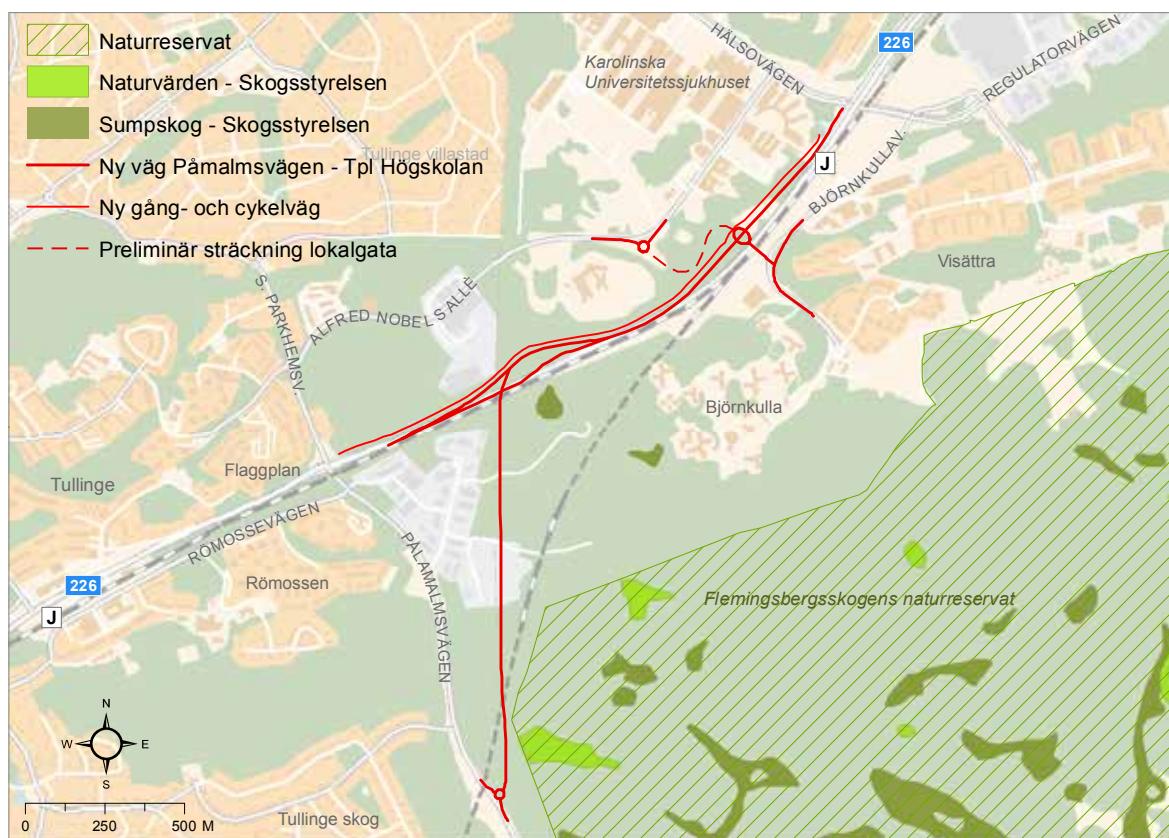 Naturreservat
Naturvärden - Skogsstyrelsen
Sumpskog - Skogsstyrelsen
Ny väg Påmalmsvägen - Tpl Högskolan
Ny gång- och cykelväg
Preliminär sträckning lokalgata
Tullinge villastad
Karolinska
Universitetssjukhuset
HÄLSOVÄGEN
226
REGULATORVÄGEN
J
BJÖRNKULLAV.
Visättra
S. PARKHEMSV.
ALFRED NOBELS ALLÉ
Björnkulla
Flaggplan
Tullinge
RÖMOSSEVÄGEN
Römossen
226
J
PÅLAMALMSVÄGEN
Flemingsbergsskogens naturreservat
N
W
E
S
0
250
500 M
Tullinge skog